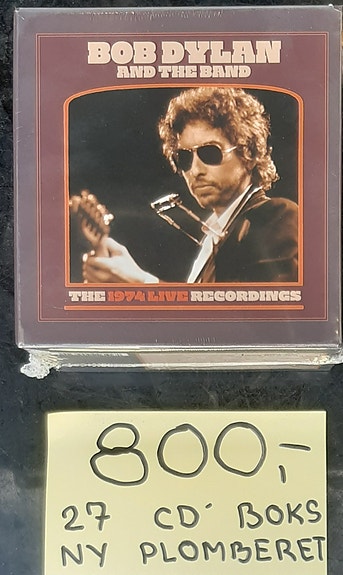 BOB DYLAN
AND THE BAND
THE 1974 LIVE RECORDINGS
800,-
27 CD' BOKS
NY PLOMBERET